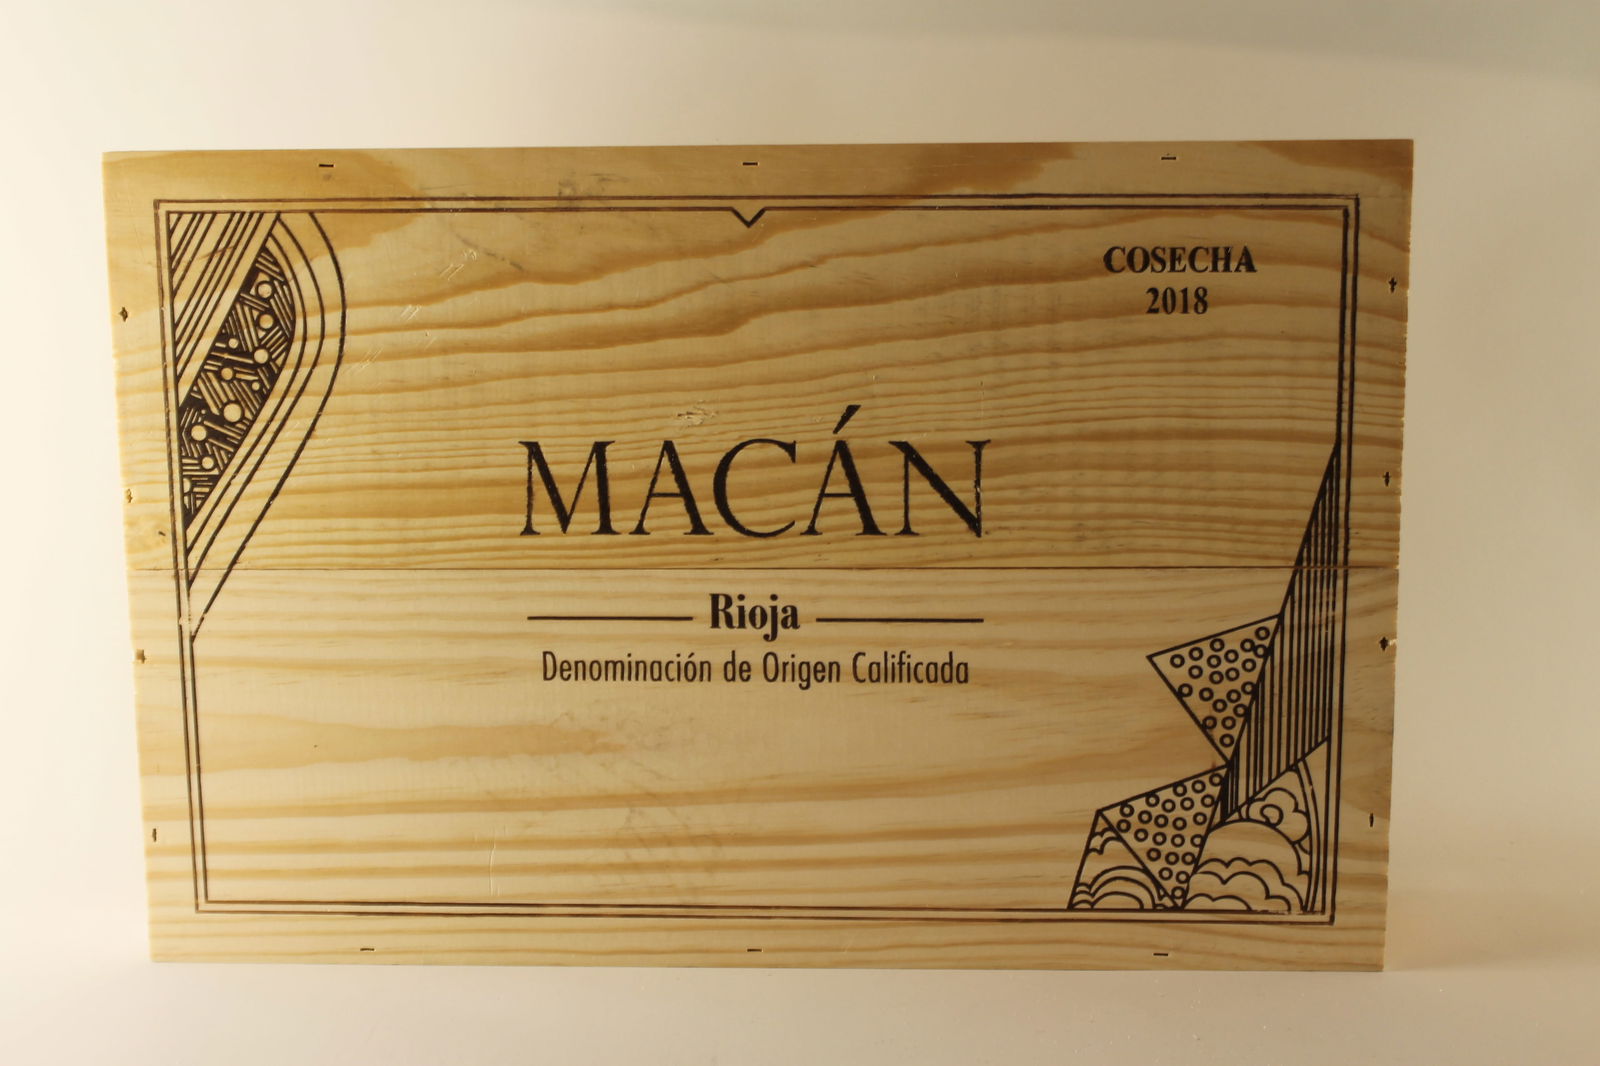 COSECHA
2018
MACÁN
Rioja
Denominación de Origen Calificada